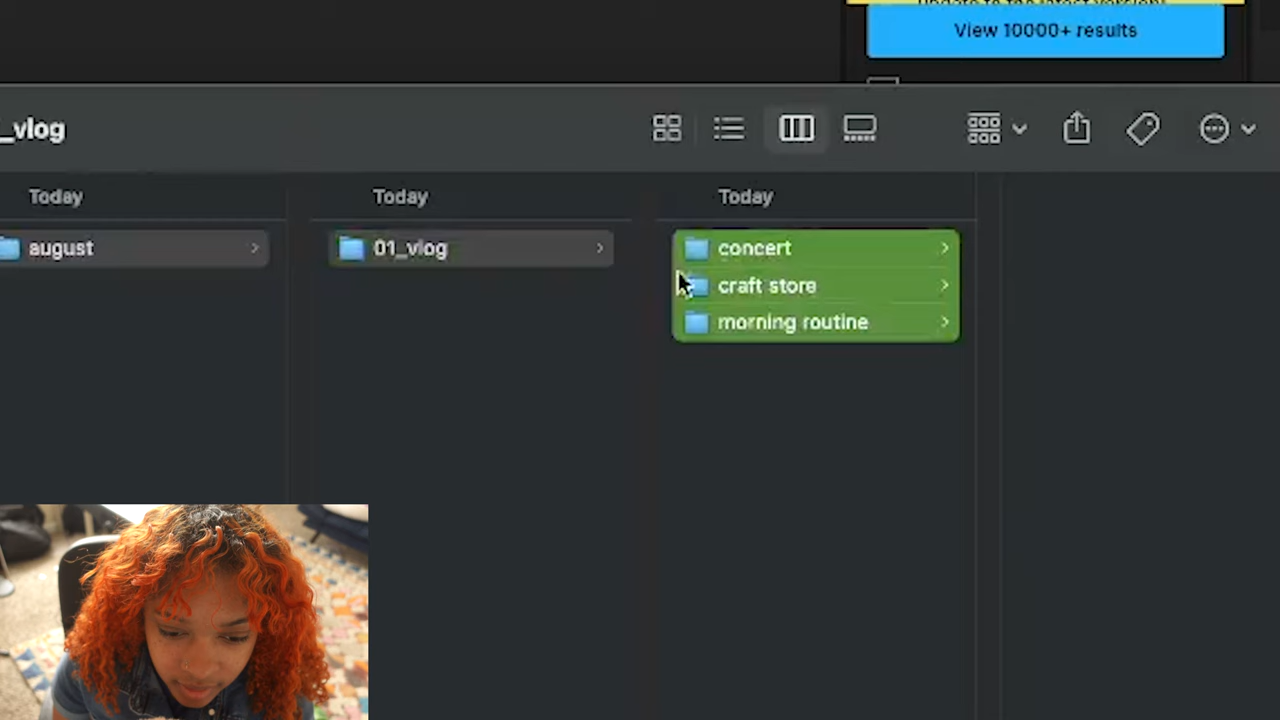 View 10000+ results
_vlog
Today
Today
Today
august
01_vlog
concert
craft store
morning routine